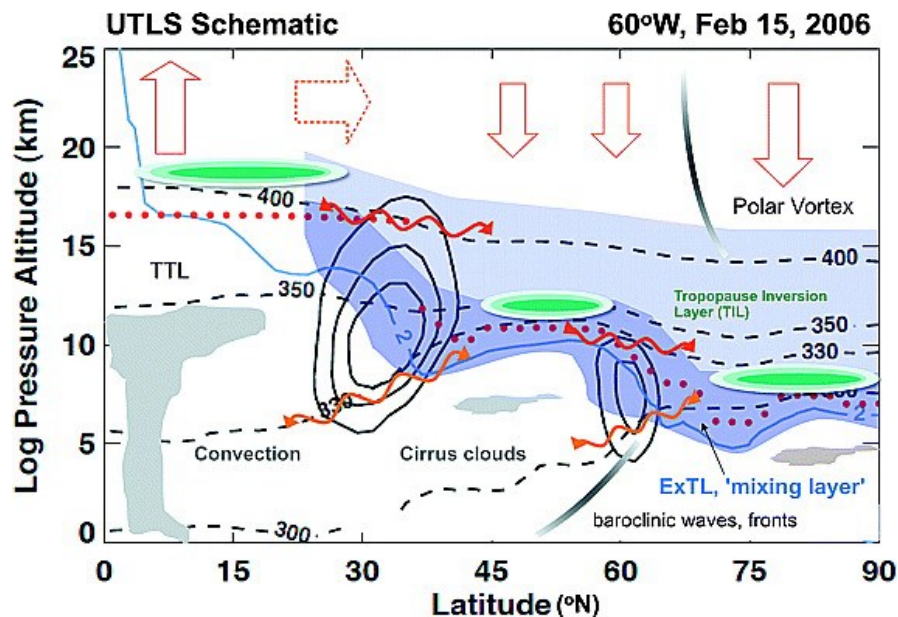 UTLS Schematic
60°W, Feb 15, 2006
Log Pressure Altitude (km)
25
20
15
10
5
0
400
TTL
350
330
2
Convection
Cirrus clouds
300
Polar Vortex
400
Tropopause Inversion
Layer (TIL)
350
330
2
ExTL, 'mixing layer'
baroclinic waves, fronts
0
15
30
45
60
75
90
Latitude (°N)